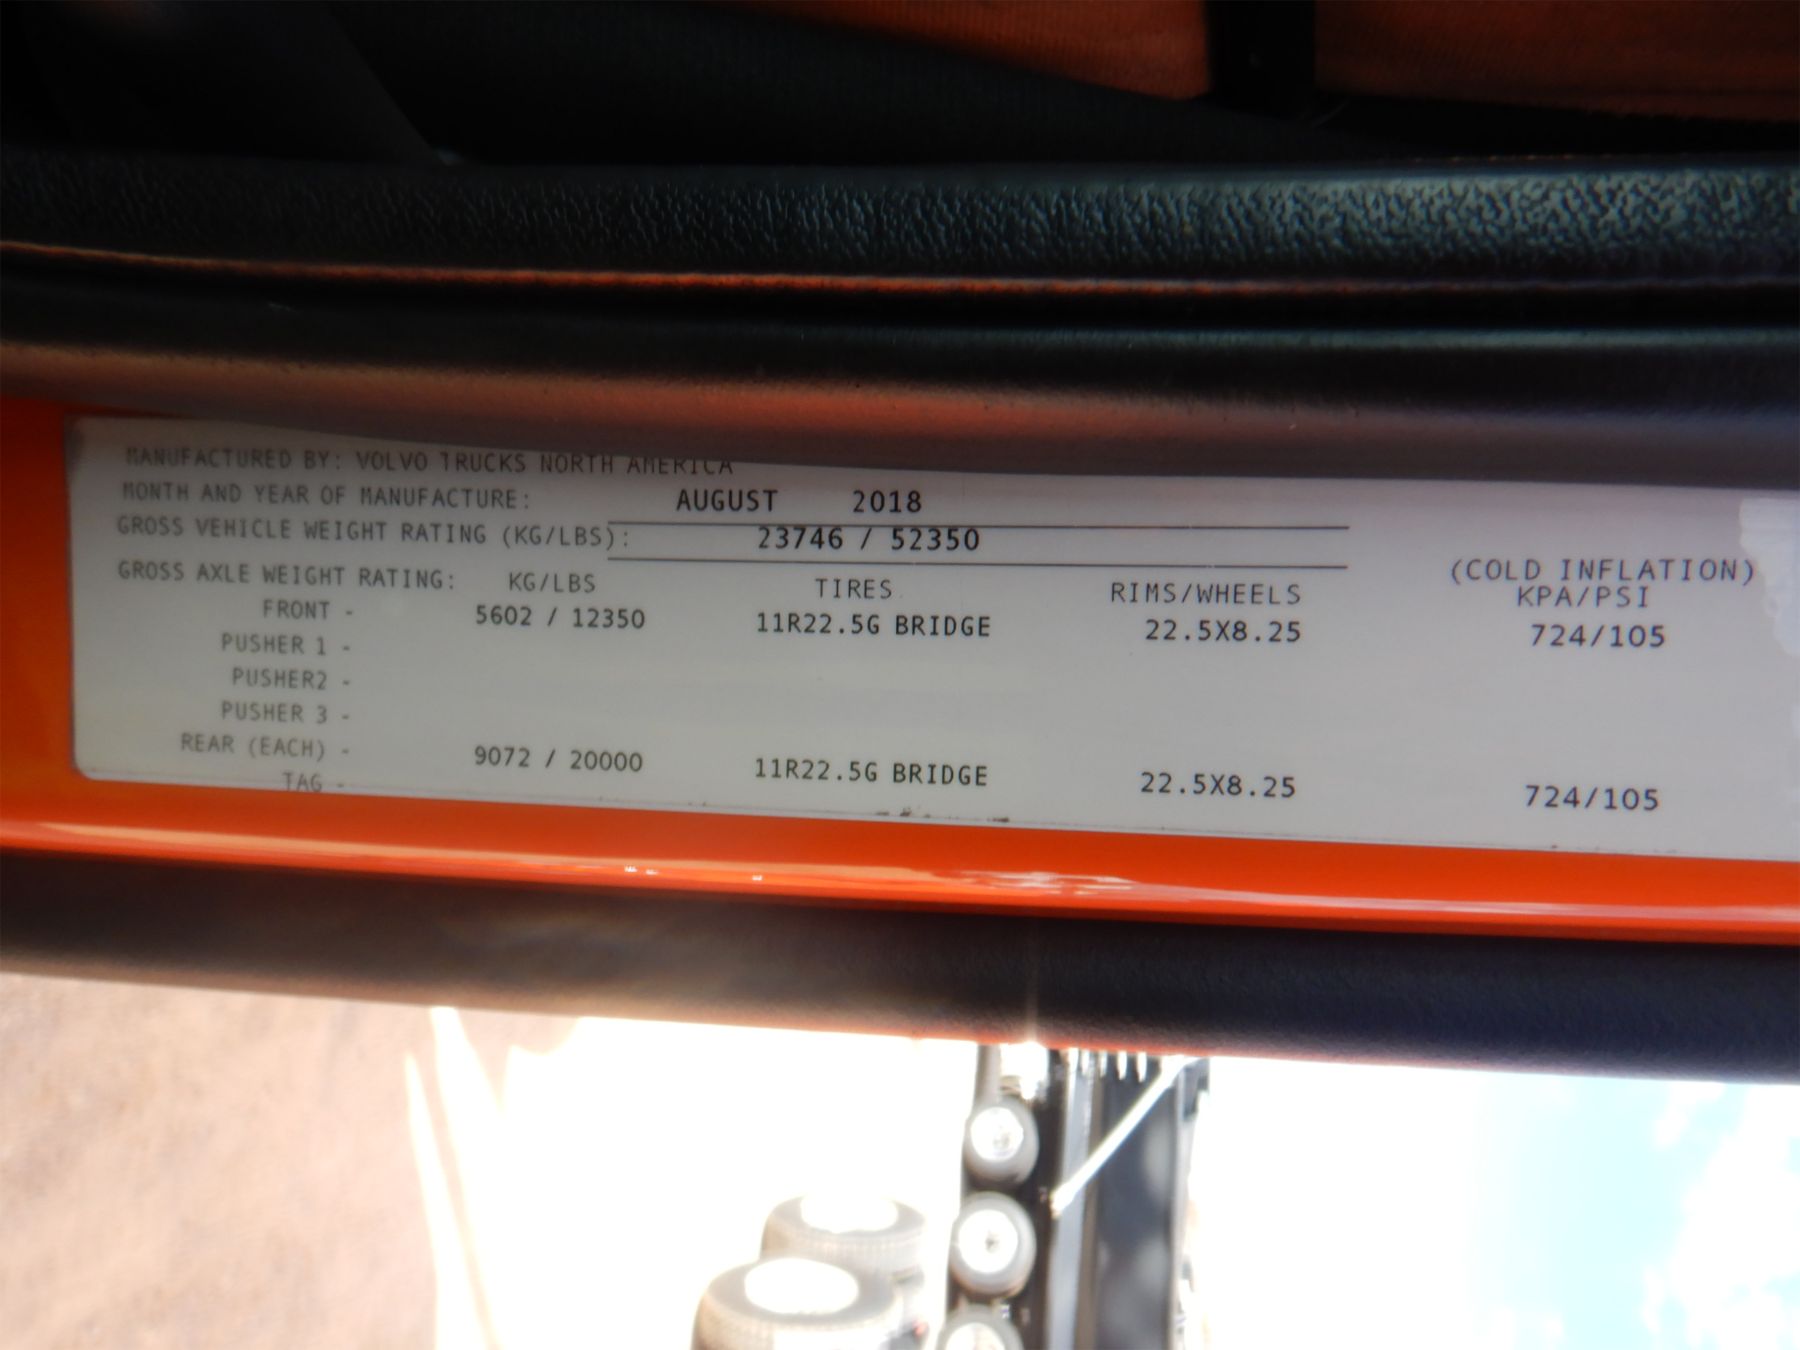 MANUFACTURED BY: VOLVO TRUCKS NORTH AMERICA
MONTH AND YEAR OF MANUFACTURE: AUGUST 2018
GROSS VEHICLE WEIGHT RATING (KG/LBS): 23746 / 52350
GROSS AXLE WEIGHT RATING: KG/LBS TIRES RIMS/WHEELS (COLD INFLATION) KPA/PSI
FRONT - 5602 / 12350 11R22.5G BRIDGE 22.5X8.25 724/105
PUSHER 1 -
PUSHER2 -
PUSHER 3 -
REAR (EACH) - 9072 / 20000 11R22.5G BRIDGE 22.5X8.25 724/105
TAG -